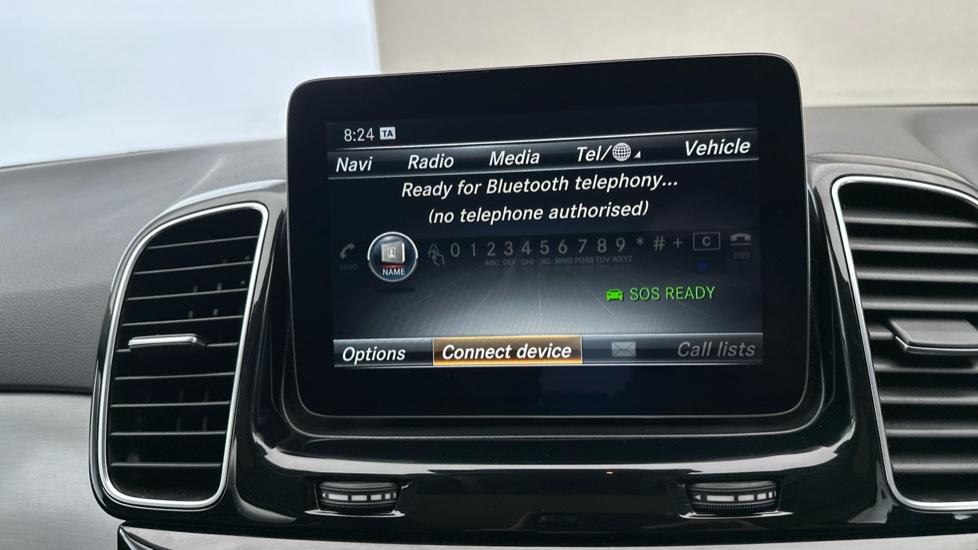 8:24 TA
Navi Radio Media Tel/ Vehicle
Ready for Bluetooth telephony...
(no telephone authorised)
SEND NAME 0 1 2 3 4 5 6 7 8 9 * # + C END
ABC DEF GHI JKL MNO PQRS TUV WXYZ
SOS READY
Options Connect device Call lists